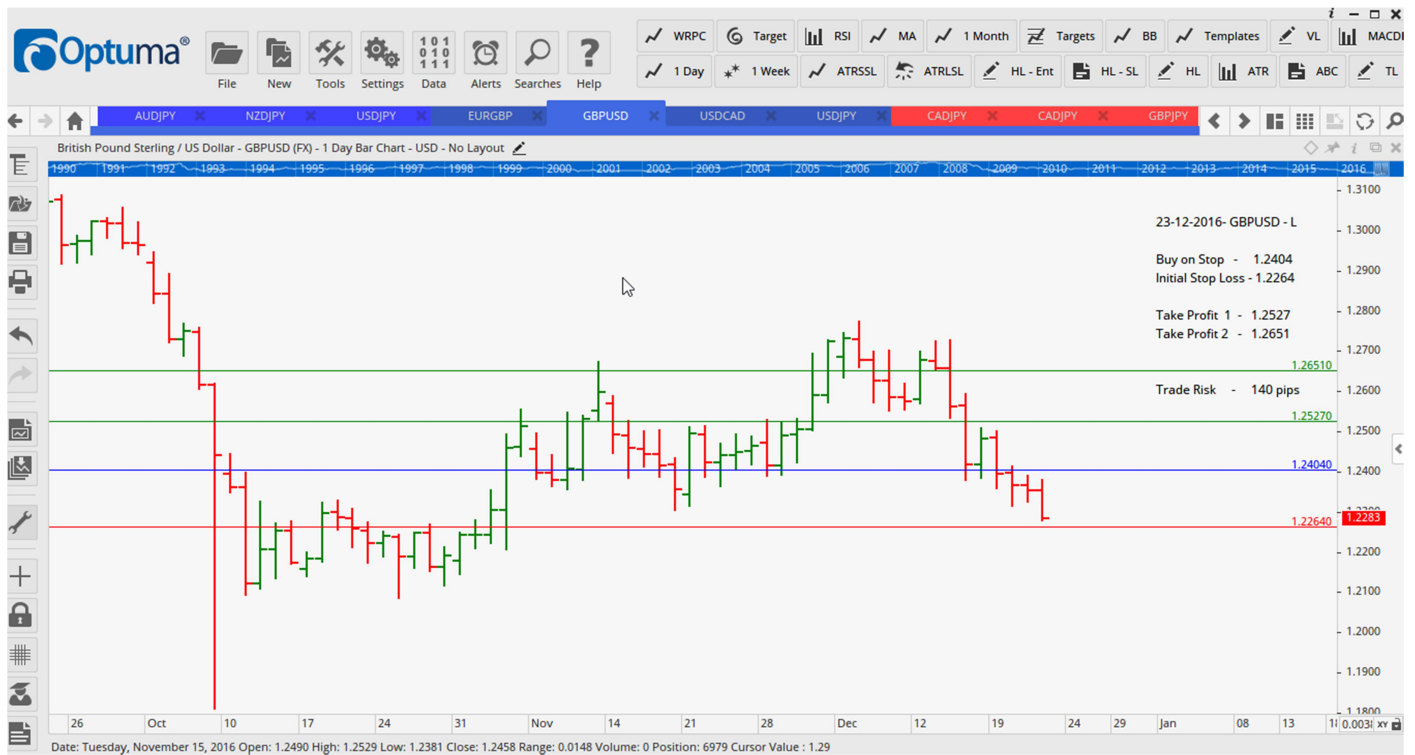 i
Optuma®
File New Tools Settings Data Alerts Searches Help
101
010
111
WRPC Target RSI MA 1 Month Targets BB Templates VL MACDI
1 Day 1 Week ATRSSL ATRLSL HL - Ent HL - SL HL ATR ABC TL
AUDJPY NZDJPY USDJPY EURGBP GBPUSD USDCAD USDJPY CADJPY CADJPY GBPJPY
British Pound Sterling / US Dollar - GBPUSD (FX) - 1 Day Bar Chart - USD - No Layout
1990 1991 1992 1993 1994 1995 1996 1997 1998 1999 2000 2001 2002 2003 2004 2005 2006 2007 2008 2009 2010 2011 2012 2013 2014 2015 2016
1.3100
23-12-2016- GBPUSD - L
1.3000
Buy on Stop - 1.2404
1.2900
Initial Stop Loss - 1.2264
Take Profit 1 - 1.2527
1.2800
Take Profit 2 - 1.2651
1.2700
1.26510
Trade Risk - 140 pips
1.2600
1.25270
1.2500
1.24040
1.2400
1.2283
1.22640
1.2200
1.2100
1.2000
1.1900
1.1800
26 Oct 10 17 24 31 Nov 14 21 28 Dec 12 19 24 29 Jan 08 13 0.003 XY
Date: Tuesday, November 15, 2016 Open: 1.2490 High: 1.2529 Low: 1.2381 Close: 1.2458 Range: 0.0148 Volume: 0 Position: 6979 Cursor Value : 1.29